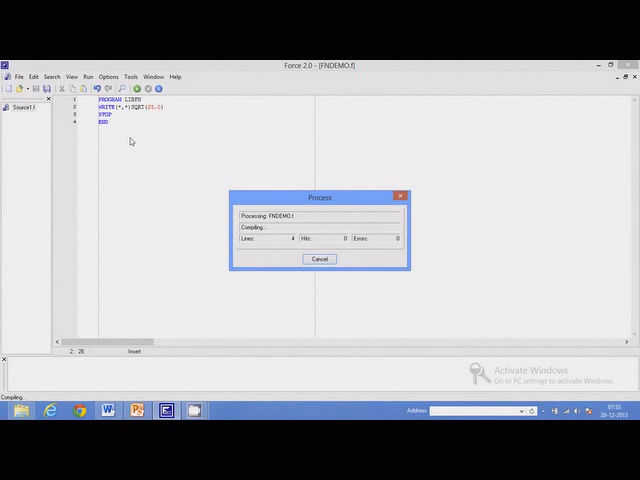 Force 2.0 - [FNDEMO.f]
File Edit Search View Run Options Tools Window Help
Source1.f
1 PROGRAM LIBFN
2 WRITE(*,*)SQRT(25.0)
3 STOP
4 END
Process
Processing: FNDEMO.f
Compiling...
Lines: 4 Hits: 0 Errors: 0
Cancel
2: 26 Insert
Activate Windows
Go to PC settings to activate Windows.
Compiling...
Address
07:53
20-12-2013